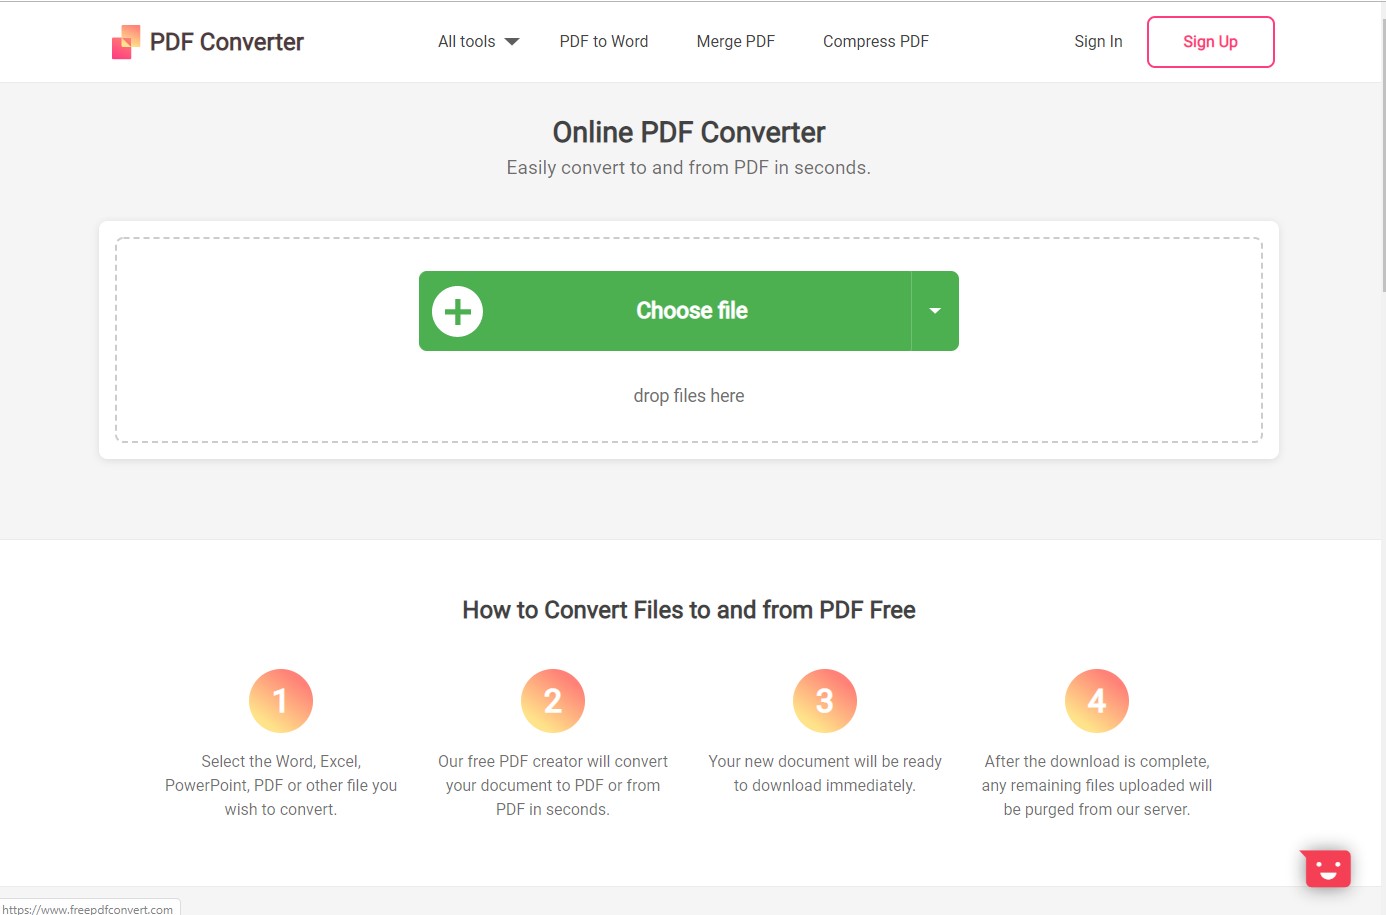 PDF Converter
All tools
PDF to Word
Merge PDF
Compress PDF
Sign In
Sign Up
Online PDF Converter
Easily convert to and from PDF in seconds.
Choose file
drop files here
How to Convert Files to and from PDF Free
1
Select the Word, Excel,
PowerPoint, PDF or other file you
wish to convert.
2
Our free PDF creator will convert
your document to PDF or from
PDF in seconds.
3
Your new document will be ready
to download immediately.
4
After the download is complete,
any remaining files uploaded will
be purged from our server.
https://www.freepdfconvert.com